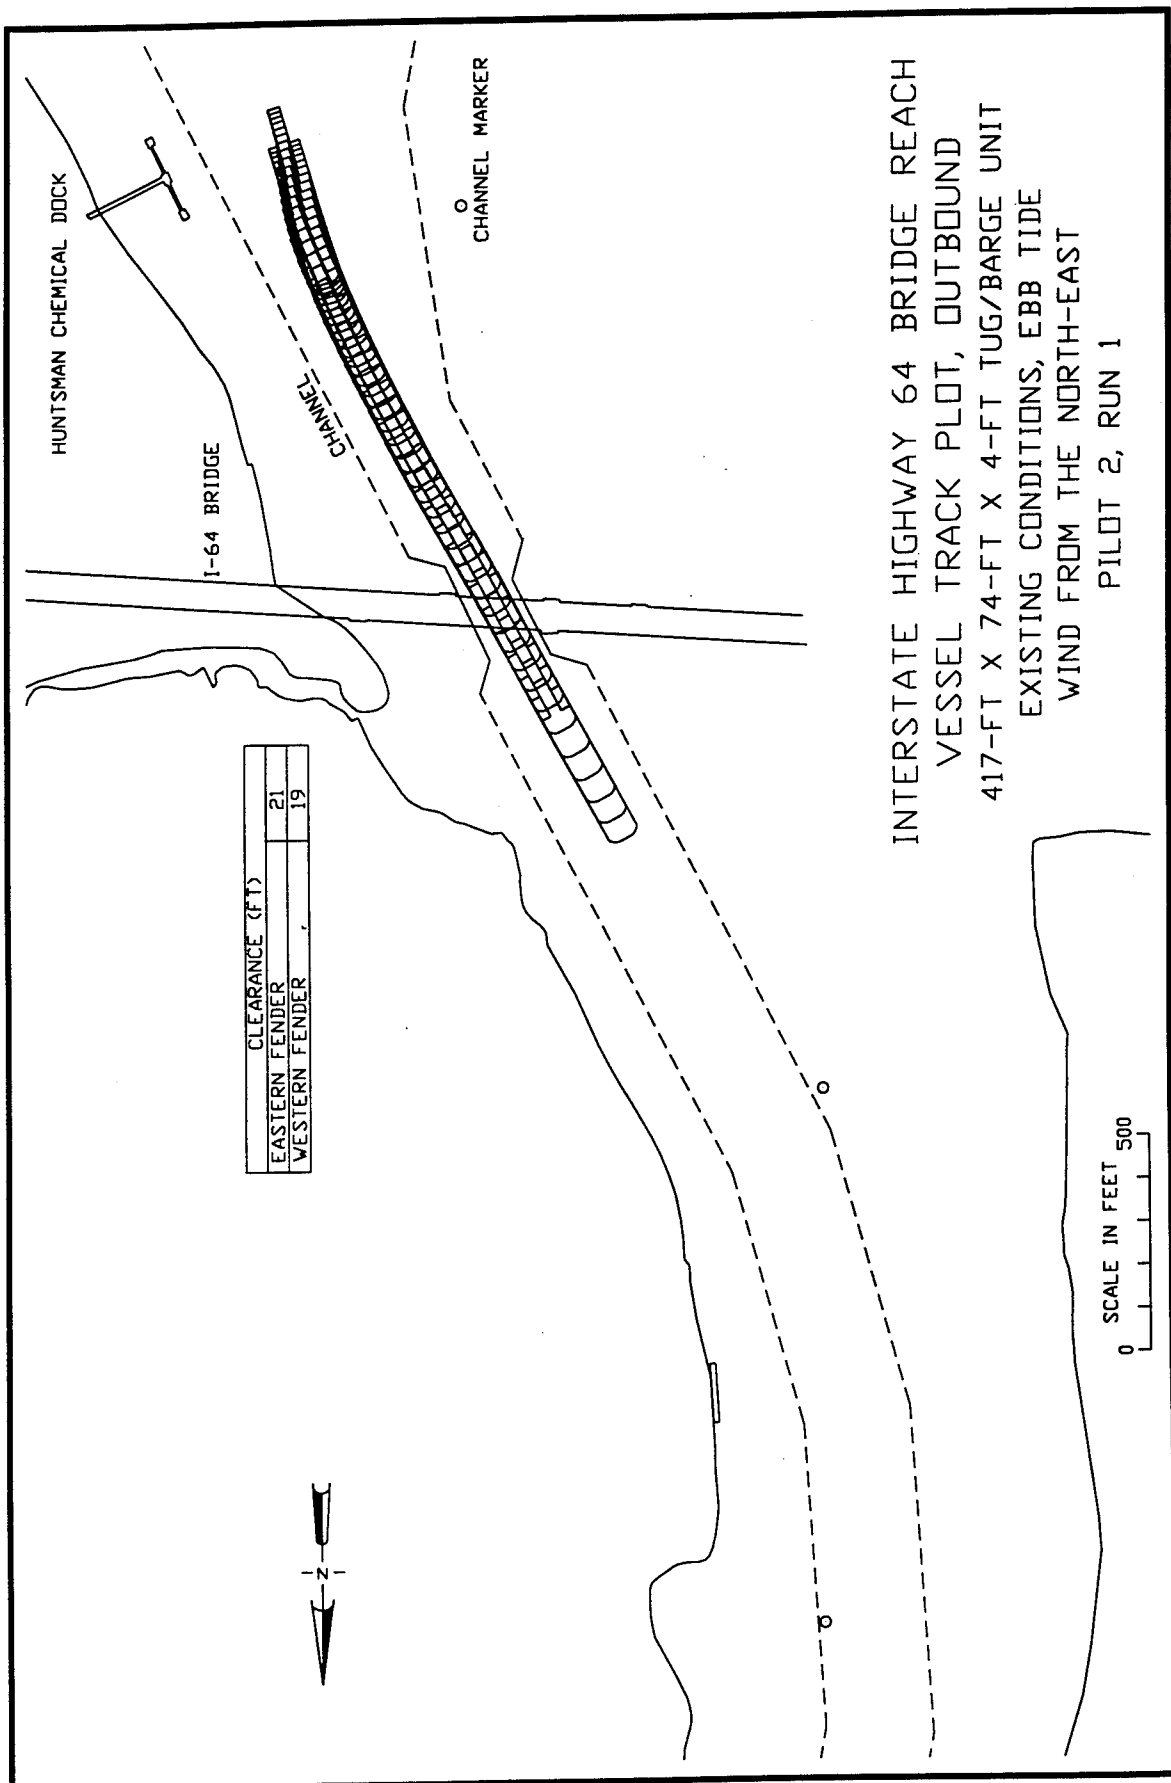 HUNTSMAN CHEMICAL DOCK
CHANNEL MARKER
I-64 BRIDGE
CHANNEL
CLEARANCE (FT)
EASTERN FENDER 21
WESTERN FENDER 19
N
SCALE IN FEET
0 500
INTERSTATE HIGHWAY 64 BRIDGE REACH
VESSEL TRACK PLOT, OUTBOUND
417-FT X 74-FT X 4-FT TUG/BARGE UNIT
EXISTING CONDITIONS, EBB TIDE
WIND FROM THE NORTH-EAST
PILOT 2, RUN 1